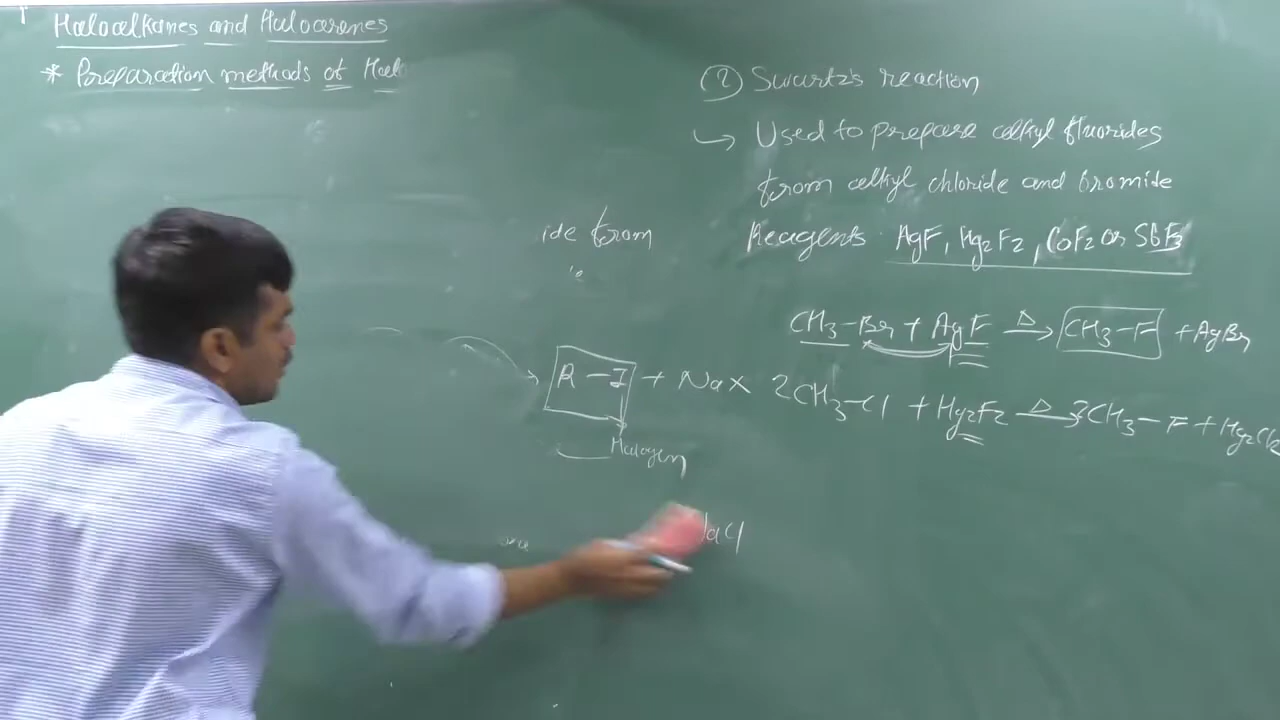 Haloalkanes and Haloarenes
* Preparation methods of Halo
ide from
R-I + NaX
Halogen
NaCl
(2) Swartz's reaction
↳ Used to prepare alkyl fluorides
from alkyl chloride and bromide
Reagents AgF, Hg2F2, CoF2 or SbF3
CH3-Br + AgF Δ→ CH3-F + AgBr
2CH3-Cl + Hg2F2 Δ→ 2CH3-F + Hg2Cl2